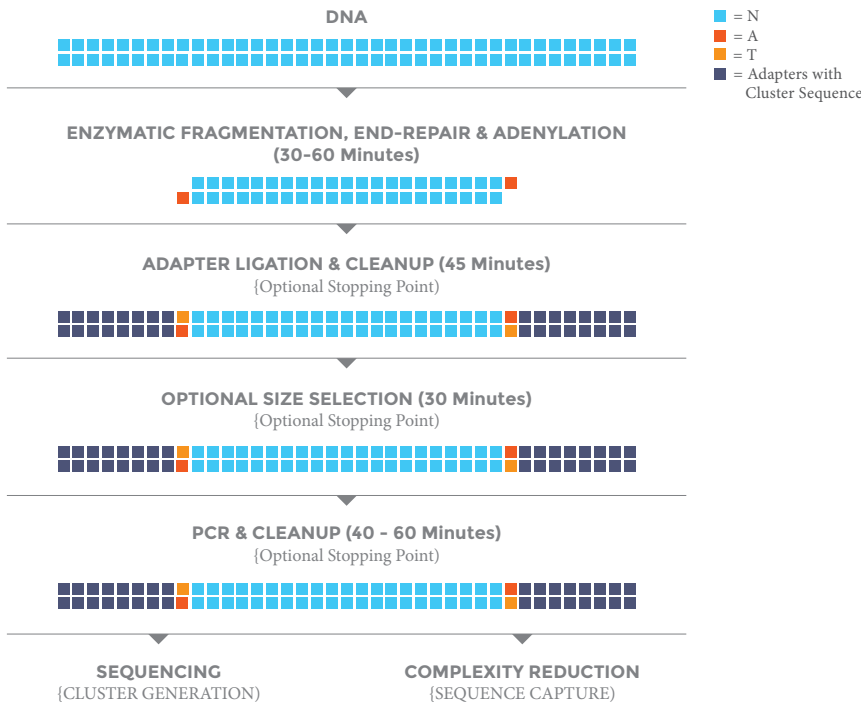 DNA
= N
= A
= T
= Adapters with
Cluster Sequence
ENZYMATIC FRAGMENTATION, END-REPAIR & ADENYLATION
(30-60 Minutes)
ADAPTER LIGATION & CLEANUP (45 Minutes)
{Optional Stopping Point)
OPTIONAL SIZE SELECTION (30 Minutes)
{Optional Stopping Point)
PCR & CLEANUP (40 - 60 Minutes)
{Optional Stopping Point)
SEQUENCING
{CLUSTER GENERATION)
COMPLEXITY REDUCTION
{SEQUENCE CAPTURE)